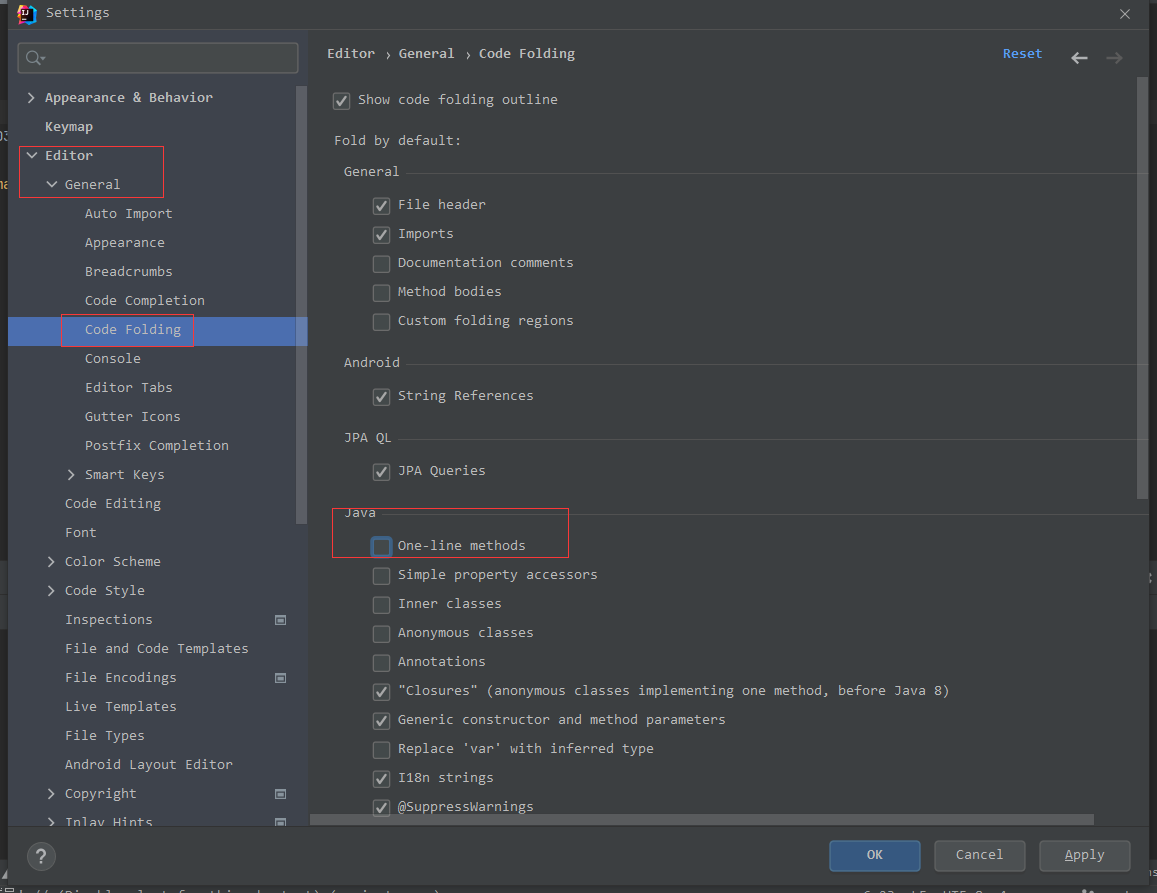 Settings
Editor › General › Code Folding
Reset
Appearance & Behavior
Keymap
Editor
General
Auto Import
Appearance
Breadcrumbs
Code Completion
Code Folding
Console
Editor Tabs
Gutter Icons
Postfix Completion
Smart Keys
Code Editing
Font
Color Scheme
Code Style
Inspections
File and Code Templates
File Encodings
Live Templates
File Types
Android Layout Editor
Copyright
Inlay Hints
Show code folding outline
Fold by default:
General
File header
Imports
Documentation comments
Method bodies
Custom folding regions
Android
String References
JPA QL
JPA Queries
Java
One-line methods
Simple property accessors
Inner classes
Anonymous classes
Annotations
"Closures" (anonymous classes implementing one method, before Java 8)
Generic constructor and method parameters
Replace 'var' with inferred type
I18n strings
@SuppressWarnings
?
OK
Cancel
Apply